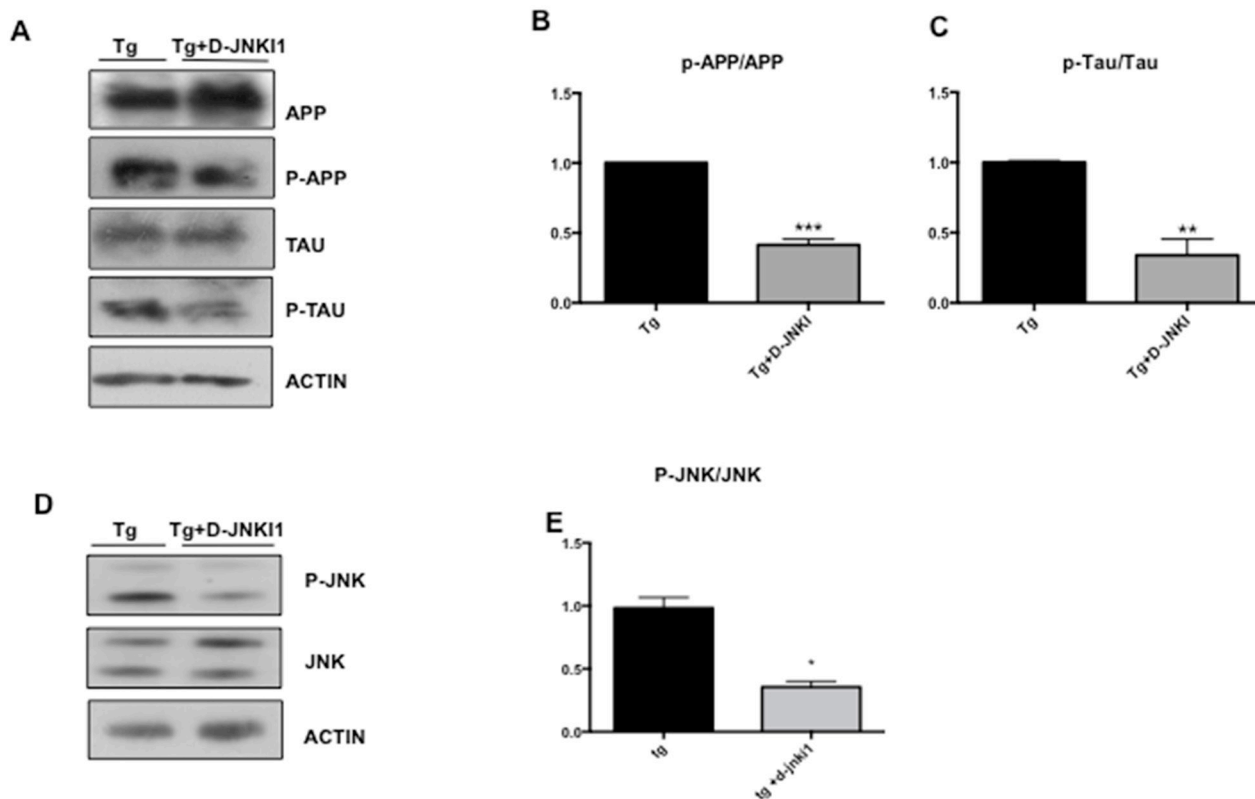 A
Tg Tg+D-JNKI1
APP
P-APP
TAU
P-TAU
ACTIN
B
p-APP/APP
1.5
1.0
0.5
0.0
***
Tg
Tg+D-JNKI
C
p-Tau/Tau
1.5
1.0
0.5
0.0
**
Tg
Tg+D-JNKI
D
Tg Tg+D-JNKI1
P-JNK
JNK
ACTIN
P-JNK/JNK
E
1.5
1.0
0.5
0.0
*
tg
tg +d-jnki1